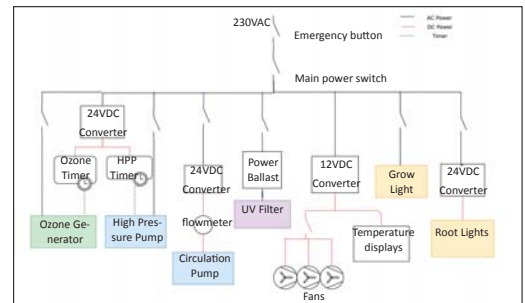 230VAC
Emergency button
AC Power
DC Power
Timer
Main power switch
24VDC
Converter
Ozone
Timer
HPP
Timer
24VDC
Converter
flowmeter
Power
Ballast
12VDC
Converter
Grow
Light
24VDC
Converter
UV Filter
Ozone Ge-
nerator
High Pres-
sure Pump
Circulation
Pump
Temperature
displays
Root Lights
Fans